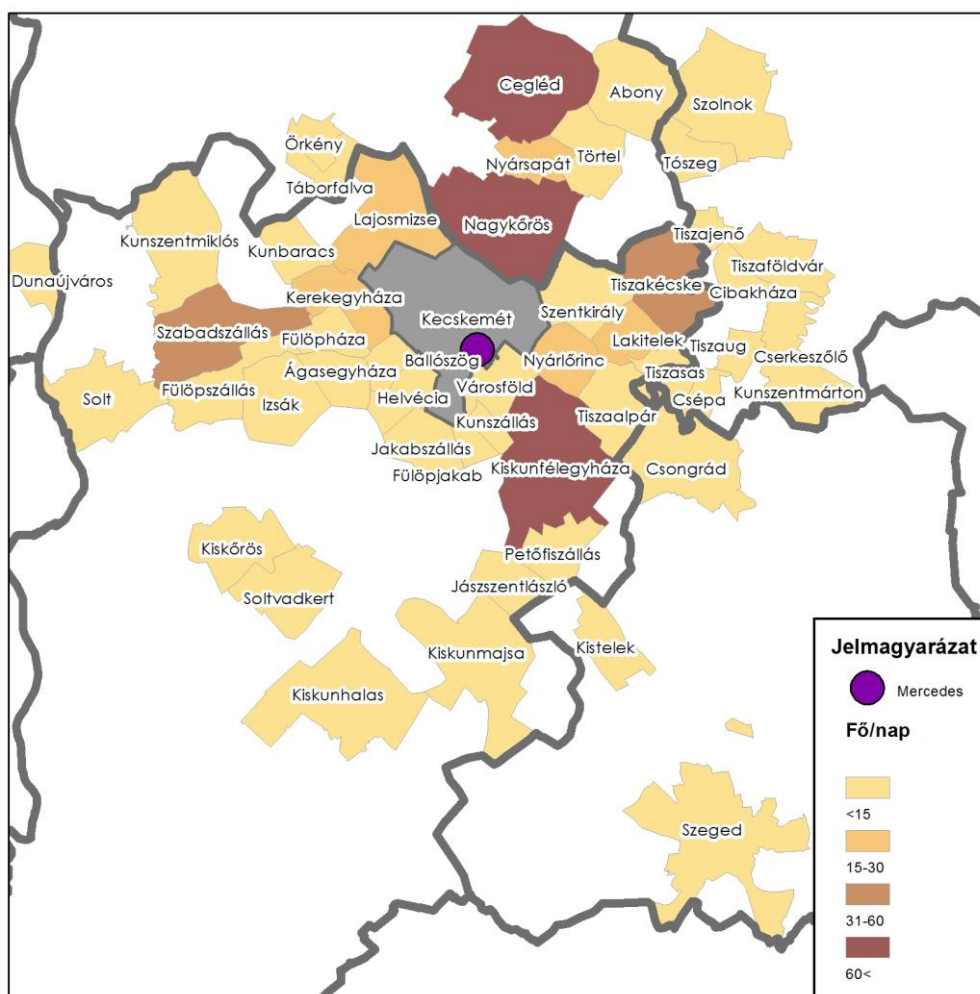 Cegléd
Abony
Szolnok
Örkény
Nyársapát
Törtel
Tószeg
Táborfalva
Lajosmizse
Nagykőrös
Kunszentmiklós
Kunbaracs
Tiszajenő
Dunaújváros
Tiszaföldvár
Tiszakécske
Cibakháza
Kerekegyháza
Szentkirály
Kecskemét
Szabadszállás
Fülöpháza
Lakitelek
Tiszaug
Ballószög
Nyárlőrinc
Cserkeszőlő
Ágasegyháza
Tiszasas
Solt
Fülöpszállás
Városföld
Kunszentmárton
Izsák
Helvécia
Csépa
Kunszállás
Tiszaalpár
Jakabszállás
Fülöpjakab
Kiskunfélegyháza
Csongrád
Kiskőrös
Petőfiszállás
Jászszentlászló
Soltvadkert
Kiskunmajsa
Kistelek
Kiskunhalas
Szeged
Jelmagyarázat
Mercedes
Fő/nap
<15
15-30
31-60
60<